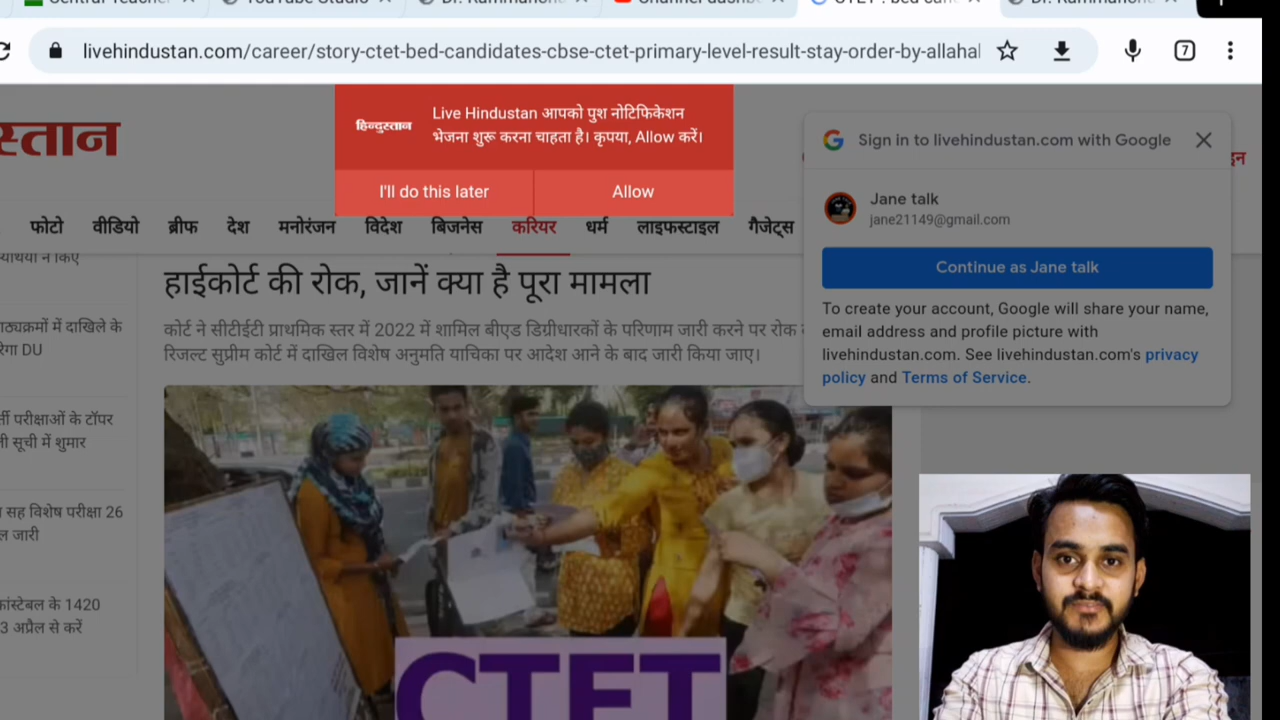 YouTube Studio
livehindustan.com/career/story-ctet-bed-candidates-cbse-ctet-primary-level-result-stay-order-by-allahal
7
स्तान
हिन्दुस्तान
Live Hindustan आपको पुश नोटिफिकेशन
भेजना शुरू करना चाहता है। कृपया, Allow करें।
I'll do this later
Allow
Sign in to livehindustan.com with Google
Jane talk
jane21149@gmail.com
Continue as Jane talk
To create your account, Google will share your name,
email address and profile picture with
livehindustan.com. See livehindustan.com's privacy
policy and Terms of Service.
फोटो वीडियो ब्रीफ देश मनोरंजन विदेश बिजनेस करियर धर्म लाइफस्टाइल गैजेट्स
हाईकोर्ट की रोक, जानें क्या है पूरा मामला
कोर्ट ने सीटीईटी प्राथमिक स्तर में 2022 में शामिल बीएड डिग्रीधारकों के परिणाम जारी करने पर रोक
रिजल्ट सुप्रीम कोर्ट में दाखिल विशेष अनुमति याचिका पर आदेश आने के बाद जारी किया जाए।
ठ्यक्रमों में दाखिले के
रेगा DU
र्ती परीक्षाओं के टॉपर
ी सूची में शुमार
सह विशेष परीक्षा 26
ल जारी
कांस्टेबल के 1420
3 अप्रैल से करें
CTET